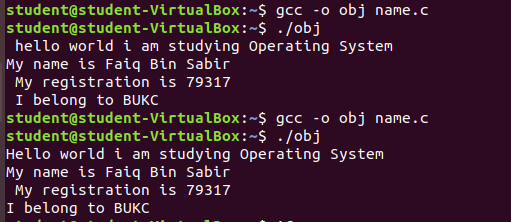 student@student-VirtualBox:~$ gcc -o obj name.c
student@student-VirtualBox:~$ ./obj
 hello world i am studying Operating System
My name is Faiq Bin Sabir
 My registration is 79317
 I belong to BUKC
student@student-VirtualBox:~$ gcc -o obj name.c
student@student-VirtualBox:~$ ./obj
Hello world i am studying Operating System
My name is Faiq Bin Sabir
 My registration is 79317
I belong to BUKC